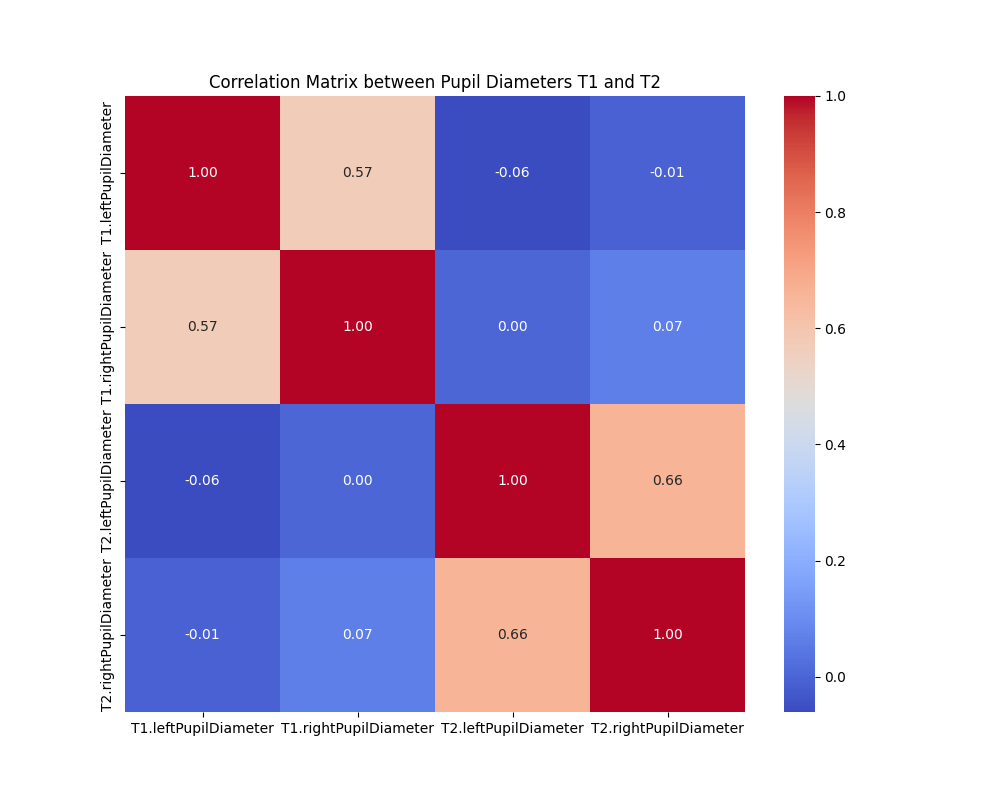 Correlation Matrix between Pupil Diameters T1 and T2
T1.leftPupilDiameter
1.00 0.57 -0.06 -0.01
T1.rightPupilDiameter
0.57 1.00 0.00 0.07
T2.leftPupilDiameter
-0.06 0.00 1.00 0.66
T2.rightPupilDiameter
-0.01 0.07 0.66 1.00
T1.leftPupilDiameter T1.rightPupilDiameter T2.leftPupilDiameter T2.rightPupilDiameter
1.0
0.8
0.6
0.4
0.2
0.0